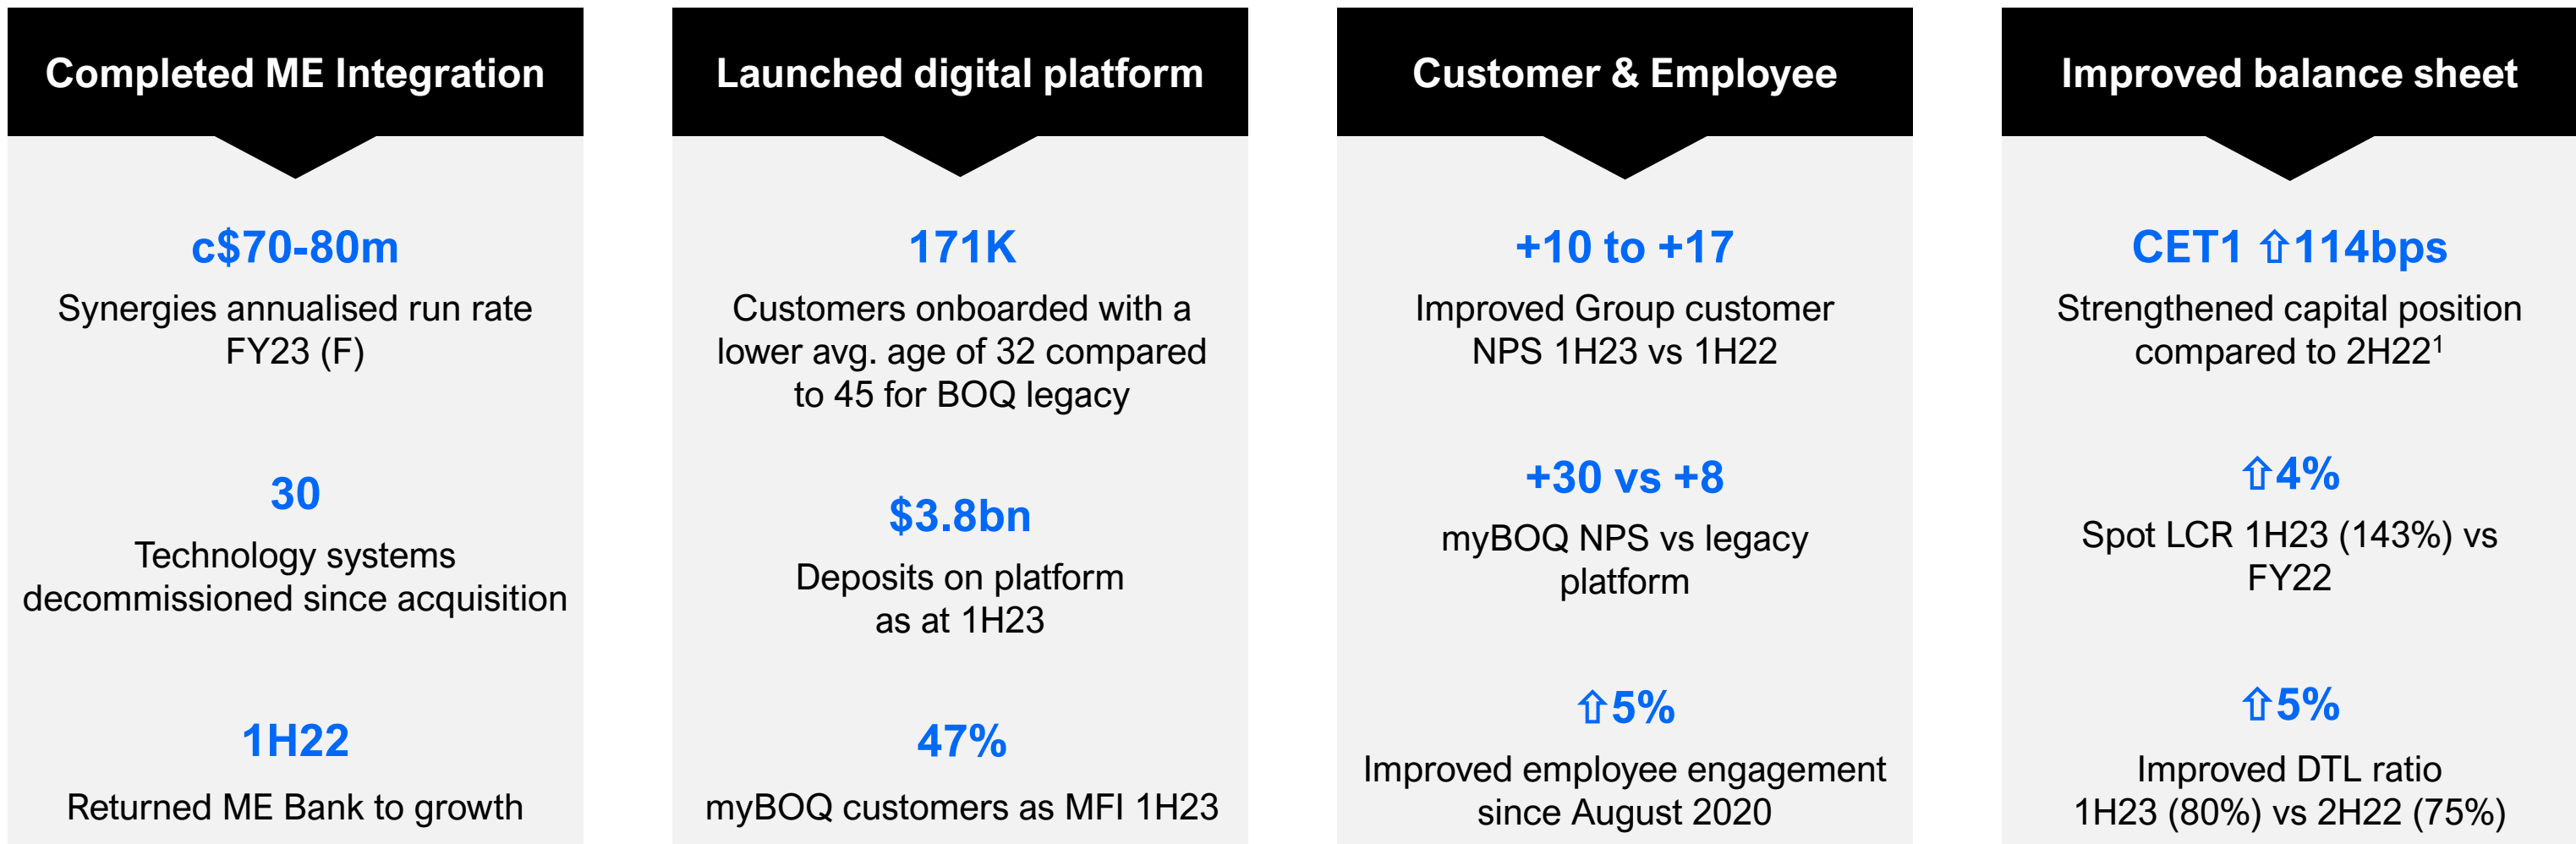 Completed ME Integration
c$70-80m
Synergies annualised run rate
FY23 (F)
30
Technology systems
decommissioned since acquisition
1H22
Returned ME Bank to growth
Launched digital platform
171K
Customers onboarded with a
lower avg. age of 32 compared
to 45 for BOQ legacy
$3.8bn
Deposits on platform
as at 1H23
47%
myBOQ customers as MFI 1H23
Customer & Employee
+10 to +17
Improved Group customer
NPS 1H23 vs 1H22
+30 vs +8
myBOQ NPS vs legacy
platform
⇧5%
Improved employee engagement
since August 2020
Improved balance sheet
CET1 ⇧114bps
Strengthened capital position
compared to 2H22¹
⇧4%
Spot LCR 1H23 (143%) vs
FY22
⇧5%
Improved DTL ratio
1H23 (80%) vs 2H22 (75%)